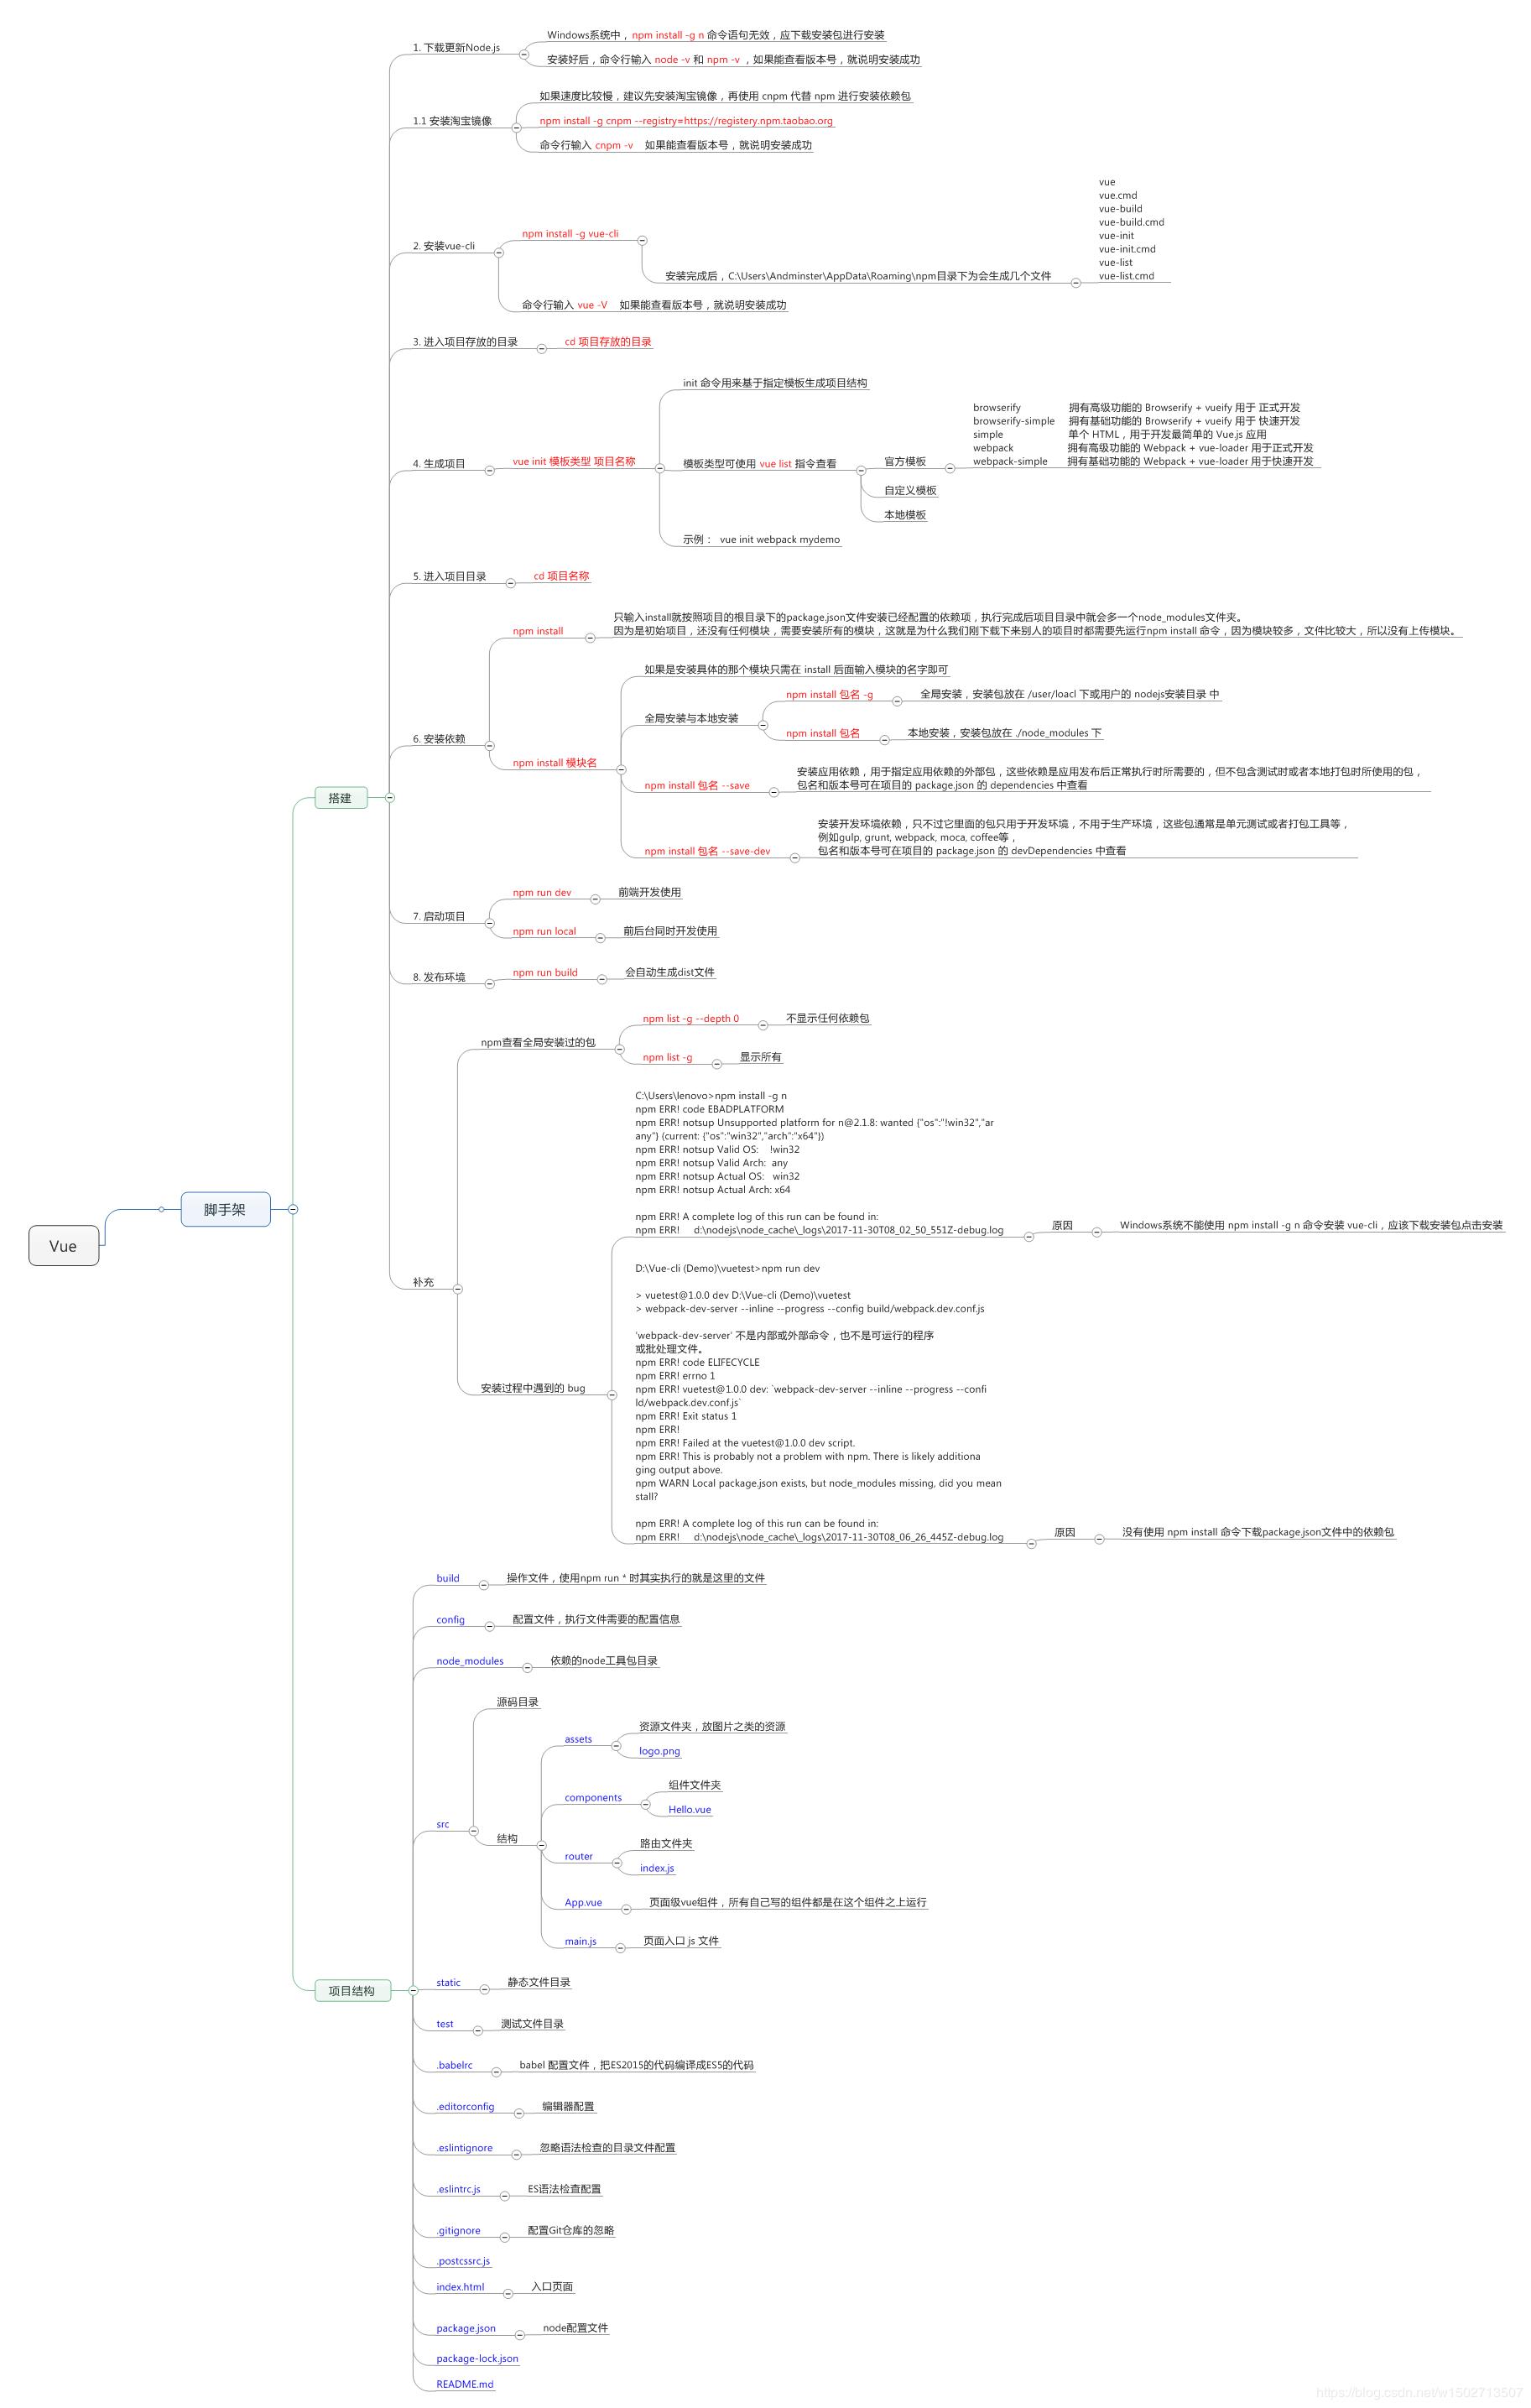 Vue
脚手架
搭建
1. 下载更新Node.js
Windows系统中，npm install -g n 命令语句无效，应下载安装包进行安装
安装好后，命令行输入 node -v 和 npm -v ，如果能查看版本号，就说明安装成功
1.1 安装淘宝镜像
如果速度比较慢，建议先安装淘宝镜像，再使用 cnpm 代替 npm 进行安装依赖包
npm install -g cnpm --registry=https://registery.npm.taobao.org
命令行输入 cnpm -v 如果能查看版本号，就说明安装成功
2. 安装vue-cli
npm install -g vue-cli
安装完成后，C:\Users\Andminster\AppData\Roaming\npm目录下为会生成几个文件
vue
vue.cmd
vue-build
vue-build.cmd
vue-init
vue-init.cmd
vue-list
vue-list.cmd
命令行输入 vue -V 如果能查看版本号，就说明安装成功
3. 进入项目存放的目录
cd 项目存放的目录
4. 生成项目
vue init 模板类型 项目名称
init 命令用来基于指定模板生成项目结构
模板类型可使用 vue list 指令查看
官方模板
browserify 拥有高级功能的 Browserify + vueify 用于 正式开发
browserify-simple 拥有基础功能的 Browserify + vueify 用于 快速开发
simple 单个 HTML，用于开发最简单的 Vue.js 应用
webpack 拥有高级功能的 Webpack + vue-loader 用于正式开发
webpack-simple 拥有基础功能的 Webpack + vue-loader 用于快速开发
自定义模板
本地模板
示例： vue init webpack mydemo
5. 进入项目目录
cd 项目名称
6. 安装依赖
npm install
只输入install就按照项目的根目录下的package.json文件安装已经配置的依赖项，执行完成后项目目录中就会多一个node_modules文件夹。
因为是初始项目，还没有任何模块，需要安装所有的模块，这就是为什么我们刚下载下来别人的项目时都需要先运行npm install 命令，因为模块较多，文件比较大，所以没有上传模块。
npm install 模块名
如果是安装具体的那个模块只需在 install 后面输入模块的名字即可
全局安装与本地安装
npm install 包名 -g
全局安装，安装包放在 /user/loacl 下或用户的 nodejs安装目录 中
npm install 包名
本地安装，安装包放在 ./node_modules 下
npm install 包名 --save
安装应用依赖，用于指定应用依赖的外部包，这些依赖是应用发布后正常执行时所需要的，但不包含测试时或者本地打包时所使用的包，
包名和版本号可在项目的 package.json 的 dependencies 中查看
npm install 包名 --save-dev
安装开发环境依赖，只不过它里面的包只用于开发环境，不用于生产环境，这些包通常是单元测试或者打包工具等，
例如gulp, grunt, webpack, moca, coffee等，
包名和版本号可在项目的 package.json 的 devDependencies 中查看
7. 启动项目
npm run dev
前端开发使用
npm run local
前后台同时开发使用
8. 发布环境
npm run build
会自动生成dist文件
补充
npm查看全局安装过的包
npm list -g --depth 0
不显示任何依赖包
npm list -g
显示所有
安装过程中遇到的 bug
C:\Users\lenovo>npm install -g n
npm ERR! code EBADPLATFORM
npm ERR! notsup Unsupported platform for n@2.1.8: wanted {"os":"!win32","ar
any"} (current: {"os":"win32","arch":"x64"})
npm ERR! notsup Valid OS: !win32
npm ERR! notsup Valid Arch: any
npm ERR! notsup Actual OS: win32
npm ERR! notsup Actual Arch: x64
npm ERR! A complete log of this run can be found in:
npm ERR! d:\nodejs\node_cache\_logs\2017-11-30T08_02_50_551Z-debug.log
原因
Windows系统不能使用 npm install -g n 命令安装 vue-cli，应该下载安装包点击安装
D:\Vue-cli (Demo)\vuetest>npm run dev
> vuetest@1.0.0 dev D:\Vue-cli (Demo)\vuetest
> webpack-dev-server --inline --progress --config build/webpack.dev.conf.js
'webpack-dev-server' 不是内部或外部命令，也不是可运行的程序
或批处理文件。
npm ERR! code ELIFECYCLE
npm ERR! errno 1
npm ERR! vuetest@1.0.0 dev: `webpack-dev-server --inline --progress --confi
ld/webpack.dev.conf.js`
npm ERR! Exit status 1
npm ERR!
npm ERR! Failed at the vuetest@1.0.0 dev script.
npm ERR! This is probably not a problem with npm. There is likely additiona
ging output above.
npm WARN Local package.json exists, but node_modules missing, did you mean
stall?
npm ERR! A complete log of this run can be found in:
npm ERR! d:\nodejs\node_cache\_logs\2017-11-30T08_06_26_445Z-debug.log
原因
没有使用 npm install 命令下载package.json文件中的依赖包
项目结构
build
操作文件，使用npm run * 时其实执行的就是这里的文件
config
配置文件，执行文件需要的配置信息
node_modules
依赖的node工具包目录
src
源码目录
结构
assets
资源文件夹，放图片之类的资源
logo.png
components
组件文件夹
Hello.vue
router
路由文件夹
index.js
App.vue
页面级vue组件，所有自己写的组件都是在这个组件之上运行
main.js
页面入口 js 文件
static
静态文件目录
test
测试文件目录
.babelrc
babel 配置文件，把ES2015的代码编译成ES5的代码
.editorconfig
编辑器配置
.eslintignore
忽略语法检查的目录文件配置
.eslintrc.js
ES语法检查配置
.gitignore
配置Git仓库的忽略
.postcssrc.js
index.html
入口页面
package.json
node配置文件
package-lock.json
README.md
https://blog.csdn.net/w1502713507